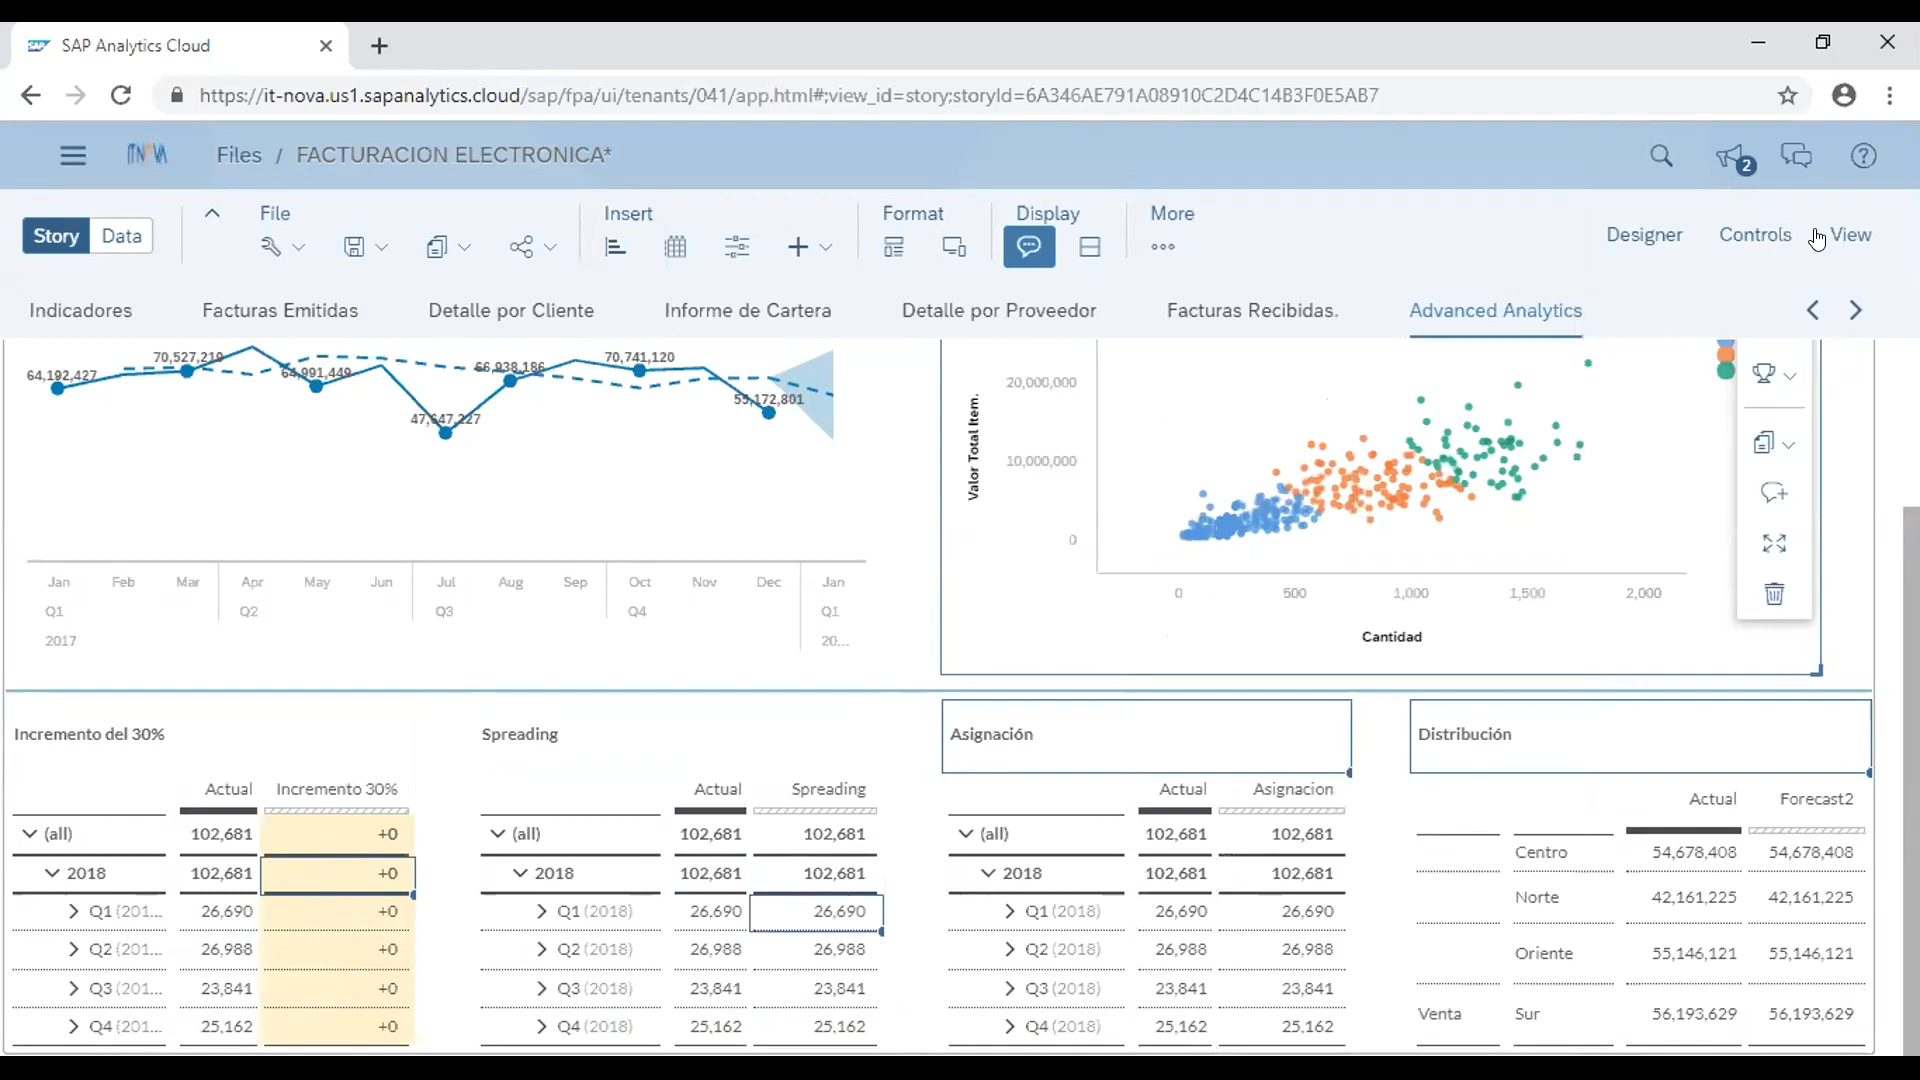 SAP Analytics Cloud
https://it-nova.us1.sapanalytics.cloud/sap/fpa/ui/tenants/041/app.html#;view_id=story;storyId=6A346AE791A08910C2D4C14B3F0E5AB7
ITNOVA Files / FACTURACION ELECTRONICA* 2
File Insert Format Display More
Story Data Designer Controls View
Indicadores Facturas Emitidas Detalle por Cliente Informe de Cartera Detalle por Proveedor Facturas Recibidas. Advanced Analytics
64,192,427 70,527,219 64,991,449 47,647,227 66,938,186 70,741,120 55,172,801
Jan Feb Mar Apr May Jun Jul Aug Sep Oct Nov Dec Jan
Q1 Q2 Q3 Q4 Q1
2017 20...
Valor Total Item.
20,000,000
10,000,000
0
0 500 1,000 1,500 2,000
Cantidad
Incremento del 30%
Actual Incremento 30%
(all) 102,681 +0
2018 102,681 +0
Q1 (201... 26,690 +0
Q2 (201... 26,988 +0
Q3 (201... 23,841 +0
Q4 (201... 25,162 +0
Spreading
Actual Spreading
(all) 102,681 102,681
2018 102,681 102,681
Q1 (2018) 26,690 26,690
Q2 (2018) 26,988 26,988
Q3 (2018) 23,841 23,841
Q4 (2018) 25,162 25,162
Asignación
Actual Asignacion
(all) 102,681 102,681
2018 102,681 102,681
Q1 (2018) 26,690 26,690
Q2 (2018) 26,988 26,988
Q3 (2018) 23,841 23,841
Q4 (2018) 25,162 25,162
Distribución
Actual Forecast2
Centro 54,678,408 54,678,408
Norte 42,161,225 42,161,225
Oriente 55,146,121 55,146,121
Venta Sur 56,193,629 56,193,629